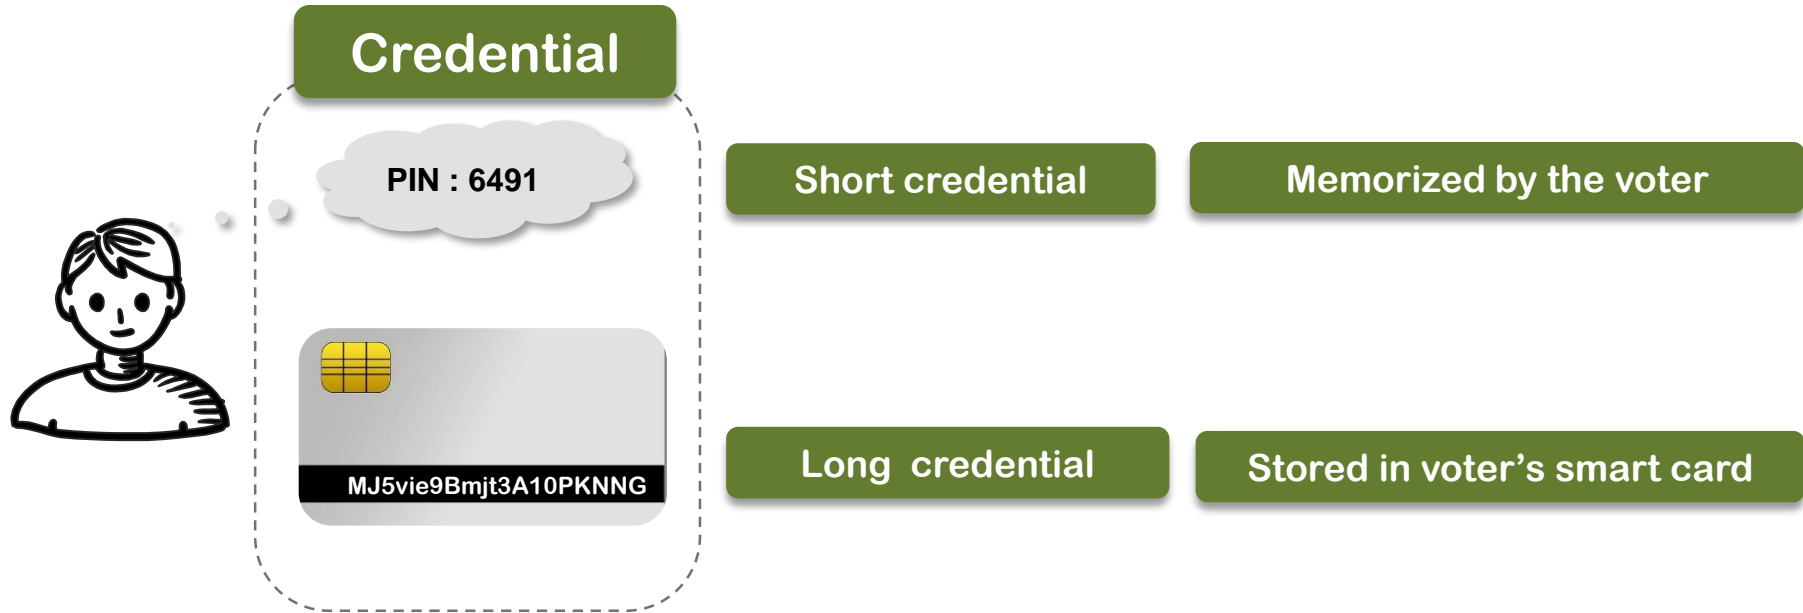 Credential
PIN : 6491
Short credential
Memorized by the voter
MJ5vie9Bmjt3A10PKNNG
Long credential
Stored in voter’s smart card